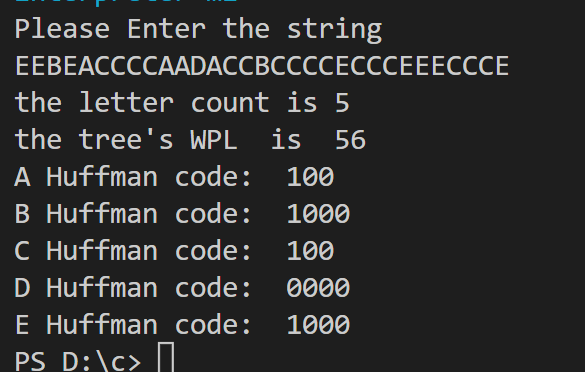 Please Enter the string
EEBEACCCCAADACCBCCCCECCCEEECCCE
the letter count is 5
the tree's WPL  is  56
A Huffman code:  100
B Huffman code:  1000
C Huffman code:  100
D Huffman code:  0000
E Huffman code:  1000
PS D:\c>